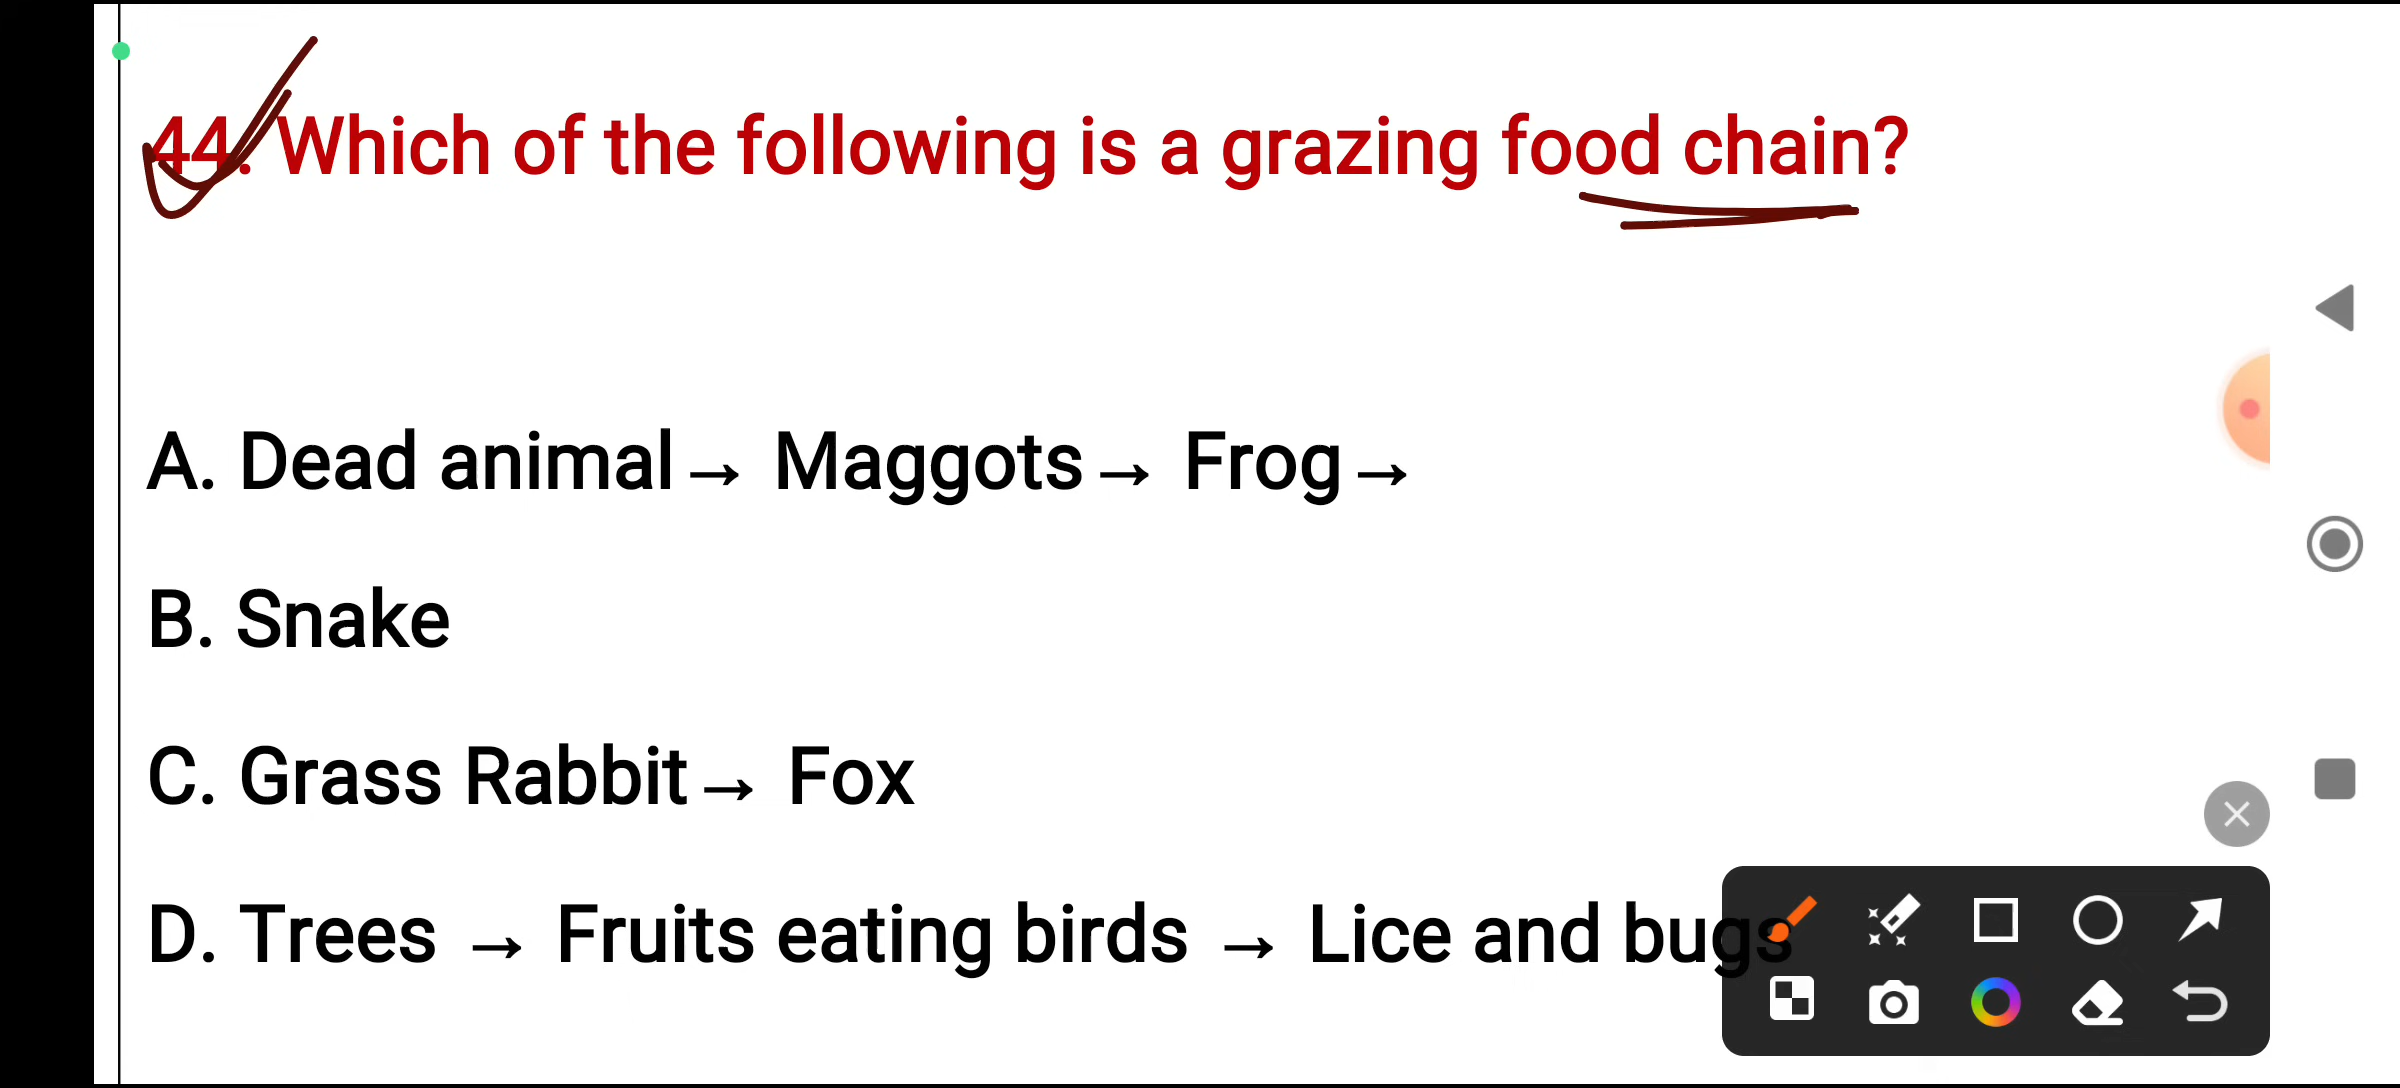 44. Which of the following is a grazing food chain?
A. Dead animal → Maggots → Frog →
B. Snake
C. Grass Rabbit → Fox
D. Trees → Fruits eating birds → Lice and bugs